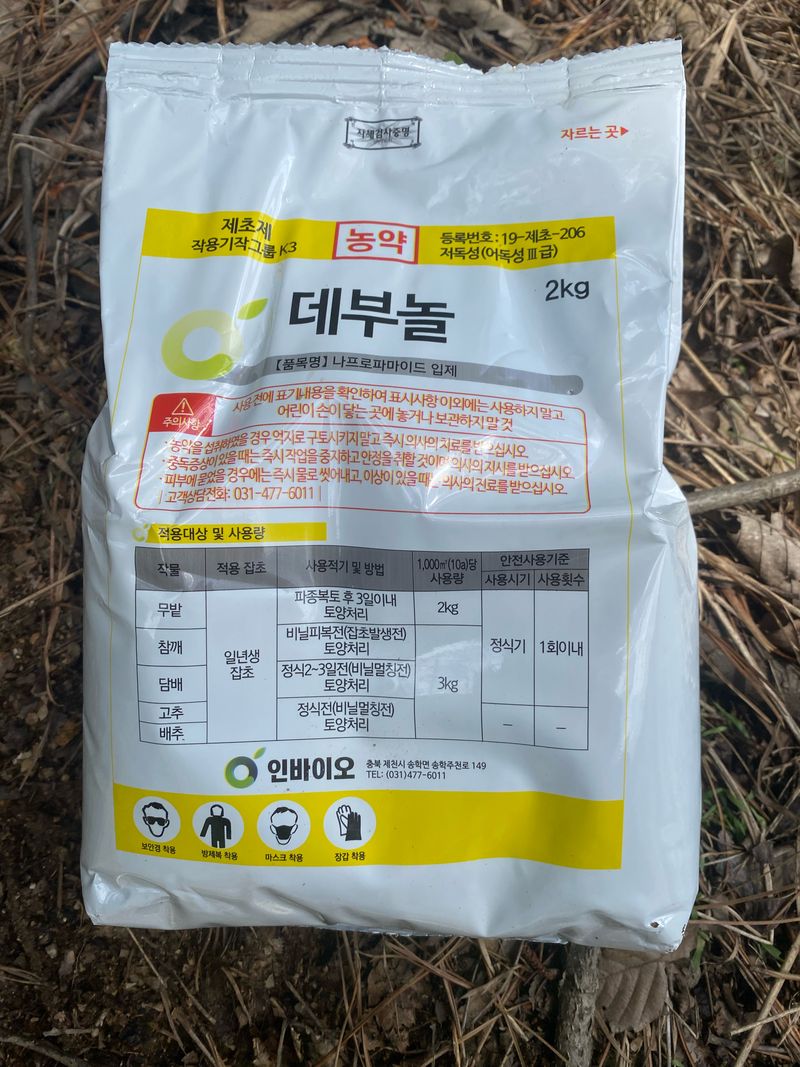 자체검사증명
자르는 곳▶
제초제
작용기작그룹 K3
농약
등록번호 : 19-제초-206
저독성(어독성 Ⅲ급)
데부놀
2kg
【품목명】 나프로파마이드 입제
주의사항
사용 전에 표기내용을 확인하여 표시사항 이외에는 사용하지 말고
어린이 손이 닿는 곳에 놓거나 보관하지 말 것
· 농약을 섭취하였을 경우 억지로 구토시키지 말고 즉시 의사의 치료를 받으십시오
· 중독증상이 있을 때는 즉시 작업을 중지하고 안정을 취할 것이며 의사의 지시를 받으십시오.
· 피부에 묻었을 경우에는 즉시 물로 씻어내고, 이상이 있을 때는 의사의 진료를 받으십시오.
| 고객상담전화 : 031-477-6011 |
적용대상 및 사용량
작물 적용 잡초 사용적기 및 방법 1,000㎡(10a)당 사용량 안전사용기준
사용시기 사용횟수
무밭 파종복토 후 3일이내 토양처리 2kg
참깨 일년생 잡초 비닐피복전(잡초발생전) 토양처리 3kg 정식기 1회이내
담배 정식2~3일전(비닐멀칭전) 토양처리
고추 정식전(비닐멀칭전) 토양처리 – –
배추
인바이오
충북 제천시 송학면 송학주천로 149
TEL: (031)477-6011
보안경 착용 방제복 착용 마스크 착용 장갑 착용